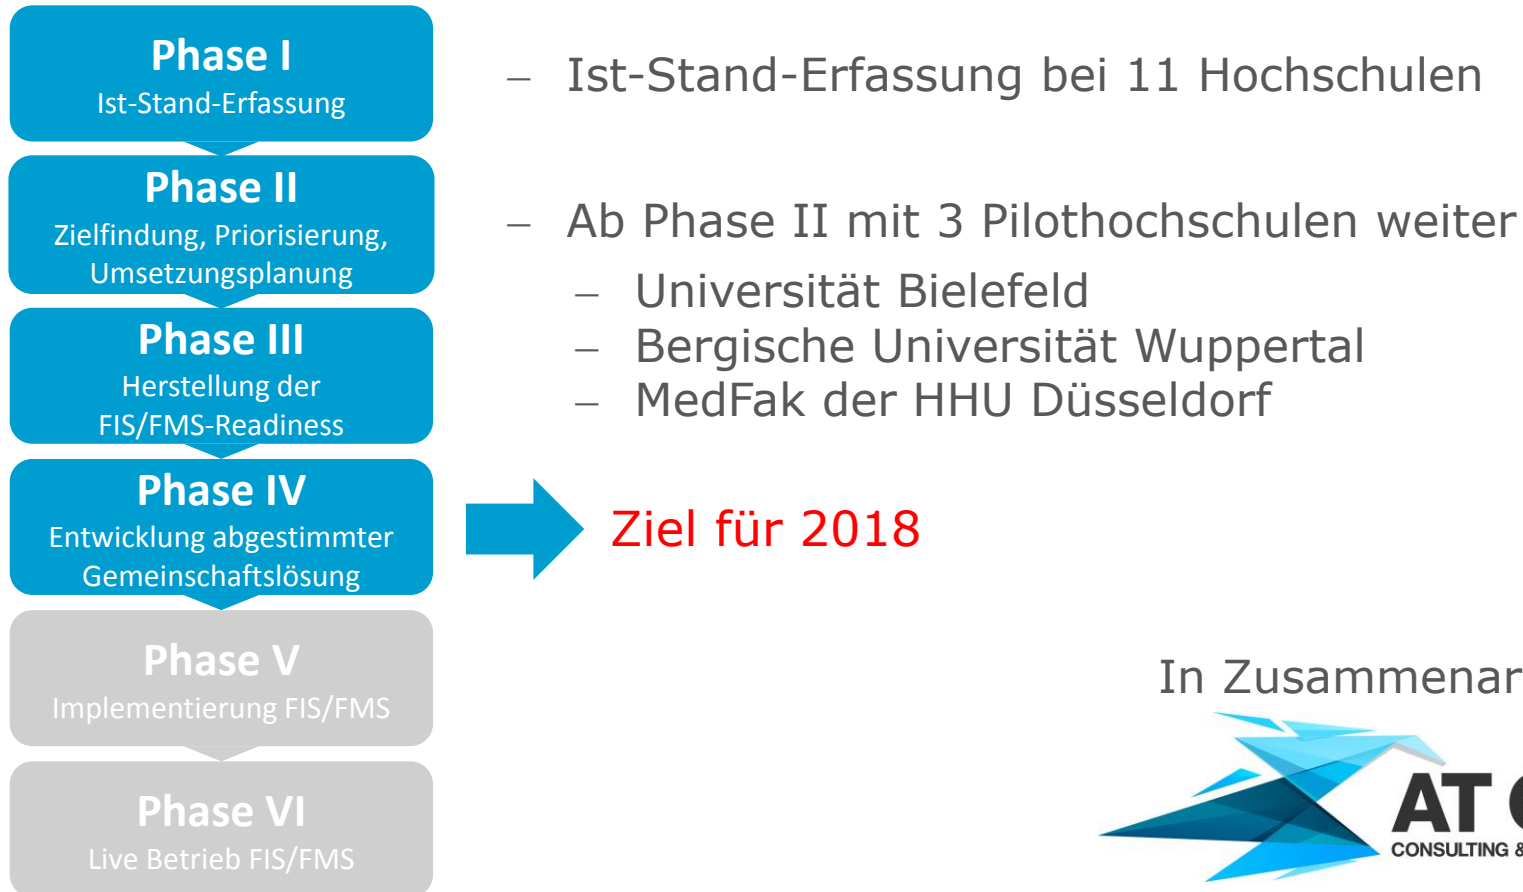 Phase I
Ist-Stand-Erfassung
Phase II
Zielfindung, Priorisierung,
Umsetzungsplanung
Phase III
Herstellung der
FIS/FMS-Readiness
Phase IV
Entwicklung abgestimmter
Gemeinschaftslösung
Phase V
Implementierung FIS/FMS
Phase VI
Live Betrieb FIS/FMS
– Ist-Stand-Erfassung bei 11 Hochschulen
– Ab Phase II mit 3 Pilothochschulen weiter
– Universität Bielefeld
– Bergische Universität Wuppertal
– MedFak der HHU Düsseldorf
Ziel für 2018
In
AT
CONSULTING &